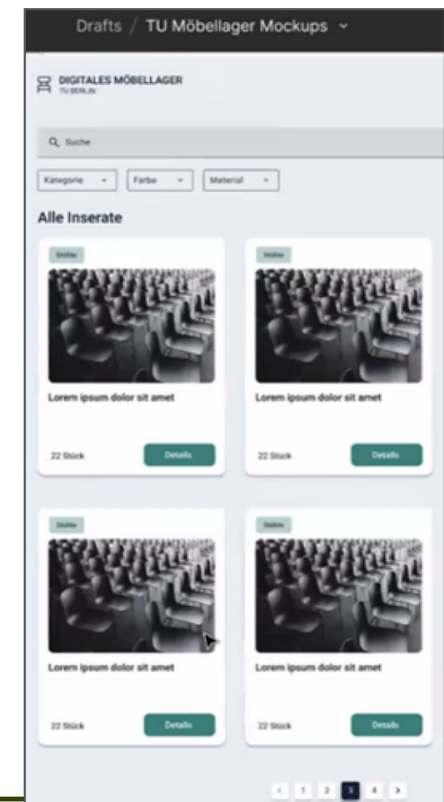 Drafts / TU Möbellager Mockups
DIGITALES MÖBELLAGER
TU BERLIN
Suche
Kategorie Farbe Material
Alle Inserate
Stühle Stühle
Lorem ipsum dolor sit amet Lorem ipsum dolor sit amet
22 Stück Details 22 Stück Details
Stühle Stühle
Lorem ipsum dolor sit amet Lorem ipsum dolor sit amet
22 Stück Details 22 Stück Details
< 1 2 3 4 >